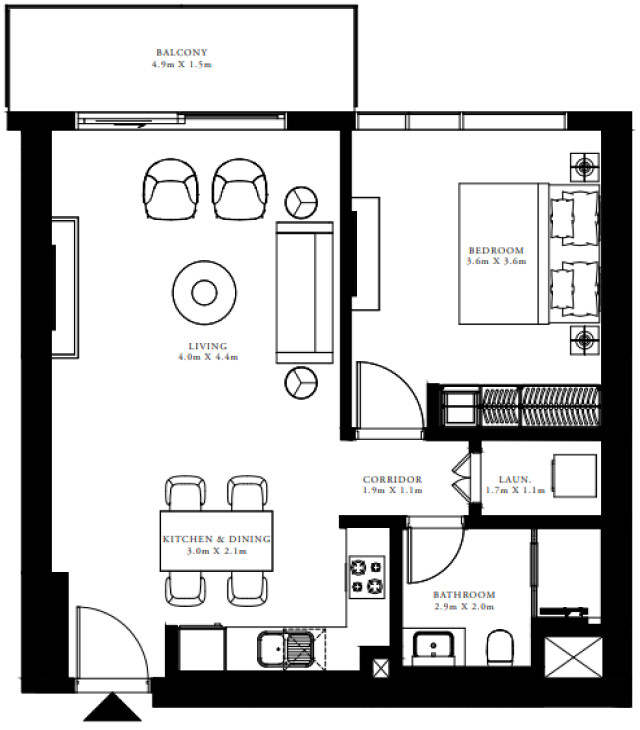 BALCONY
4.9m X 1.5m
BEDROOM
3.6m X 3.6m
LIVING
4.0m X 4.4m
CORRIDOR
1.9m X 1.1m
LAUN.
1.7m X 1.1m
KITCHEN & DINING
3.0m X 2.1m
BATHROOM
2.9m X 2.0m